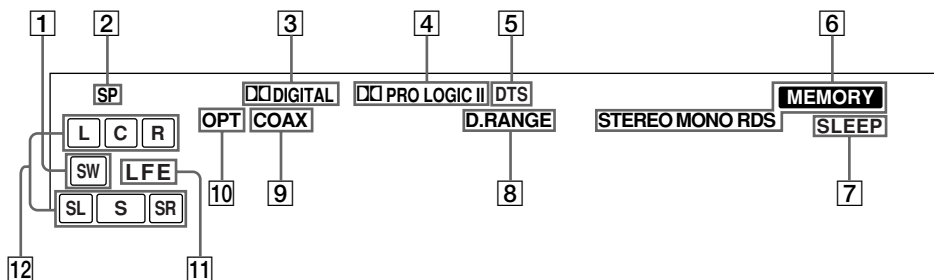 1 2 3 4 5 6
SP DIGITAL PRO LOGIC II DTS MEMORY
OPT COAX D.RANGE STEREO MONO RDS SLEEP
L C R
SW LFE
10 9 8 7
SL S SR
12 11